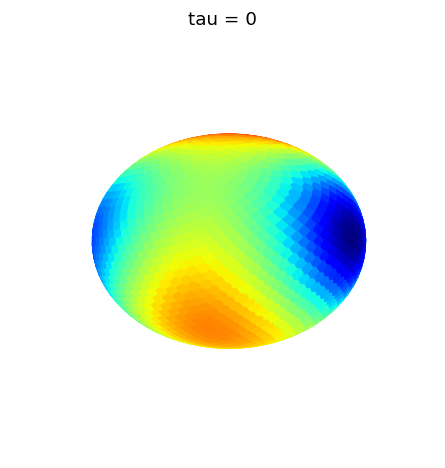 tau = 0